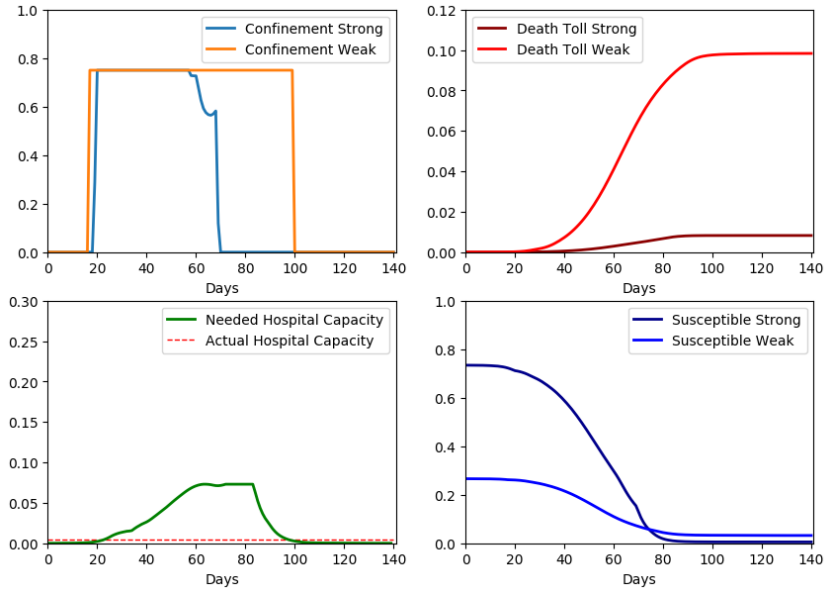 Confinement Strong
Confinement Weak
1.0
0.8
0.6
0.4
0.2
0.0
0 20 40 60 80 100 120 140
Days
Death Toll Strong
Death Toll Weak
0.12
0.10
0.08
0.06
0.04
0.02
0.00
0 20 40 60 80 100 120 140
Days
Needed Hospital Capacity
Actual Hospital Capacity
0.30
0.25
0.20
0.15
0.10
0.05
0.00
0 20 40 60 80 100 120 140
Days
Susceptible Strong
Susceptible Weak
1.0
0.8
0.6
0.4
0.2
0.0
0 20 40 60 80 100 120 140
Days